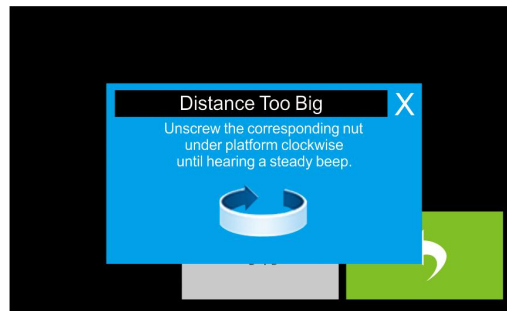 Distance Too Big
X
Unscrew the corresponding nut
under platform clockwise
until hearing a steady beep.